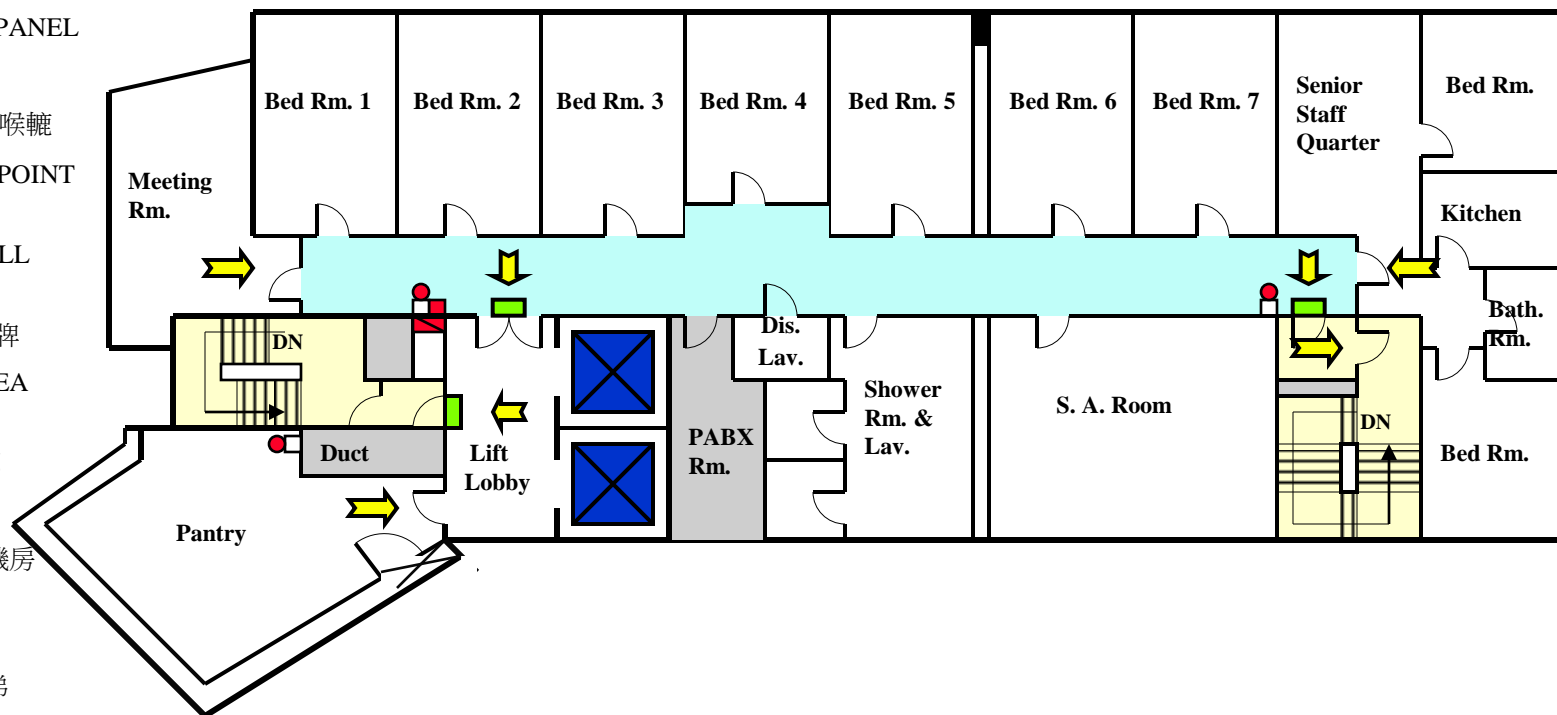 PANEL
喉轆
POINT
LL
牌
EA
機房
Bed Rm. 1
Bed Rm. 2
Bed Rm. 3
Bed Rm. 4
Bed Rm. 5
Bed Rm. 6
Bed Rm. 7
Senior
Staff
Quarter
Bed Rm.
Meeting
Rm.
Kitchen
Bath.
Rm.
DN
Dis.
Lav.
Shower
Rm. &
Lav.
S. A. Room
DN
PABX
Rm.
Duct
Lift
Lobby
Bed Rm.
Pantry